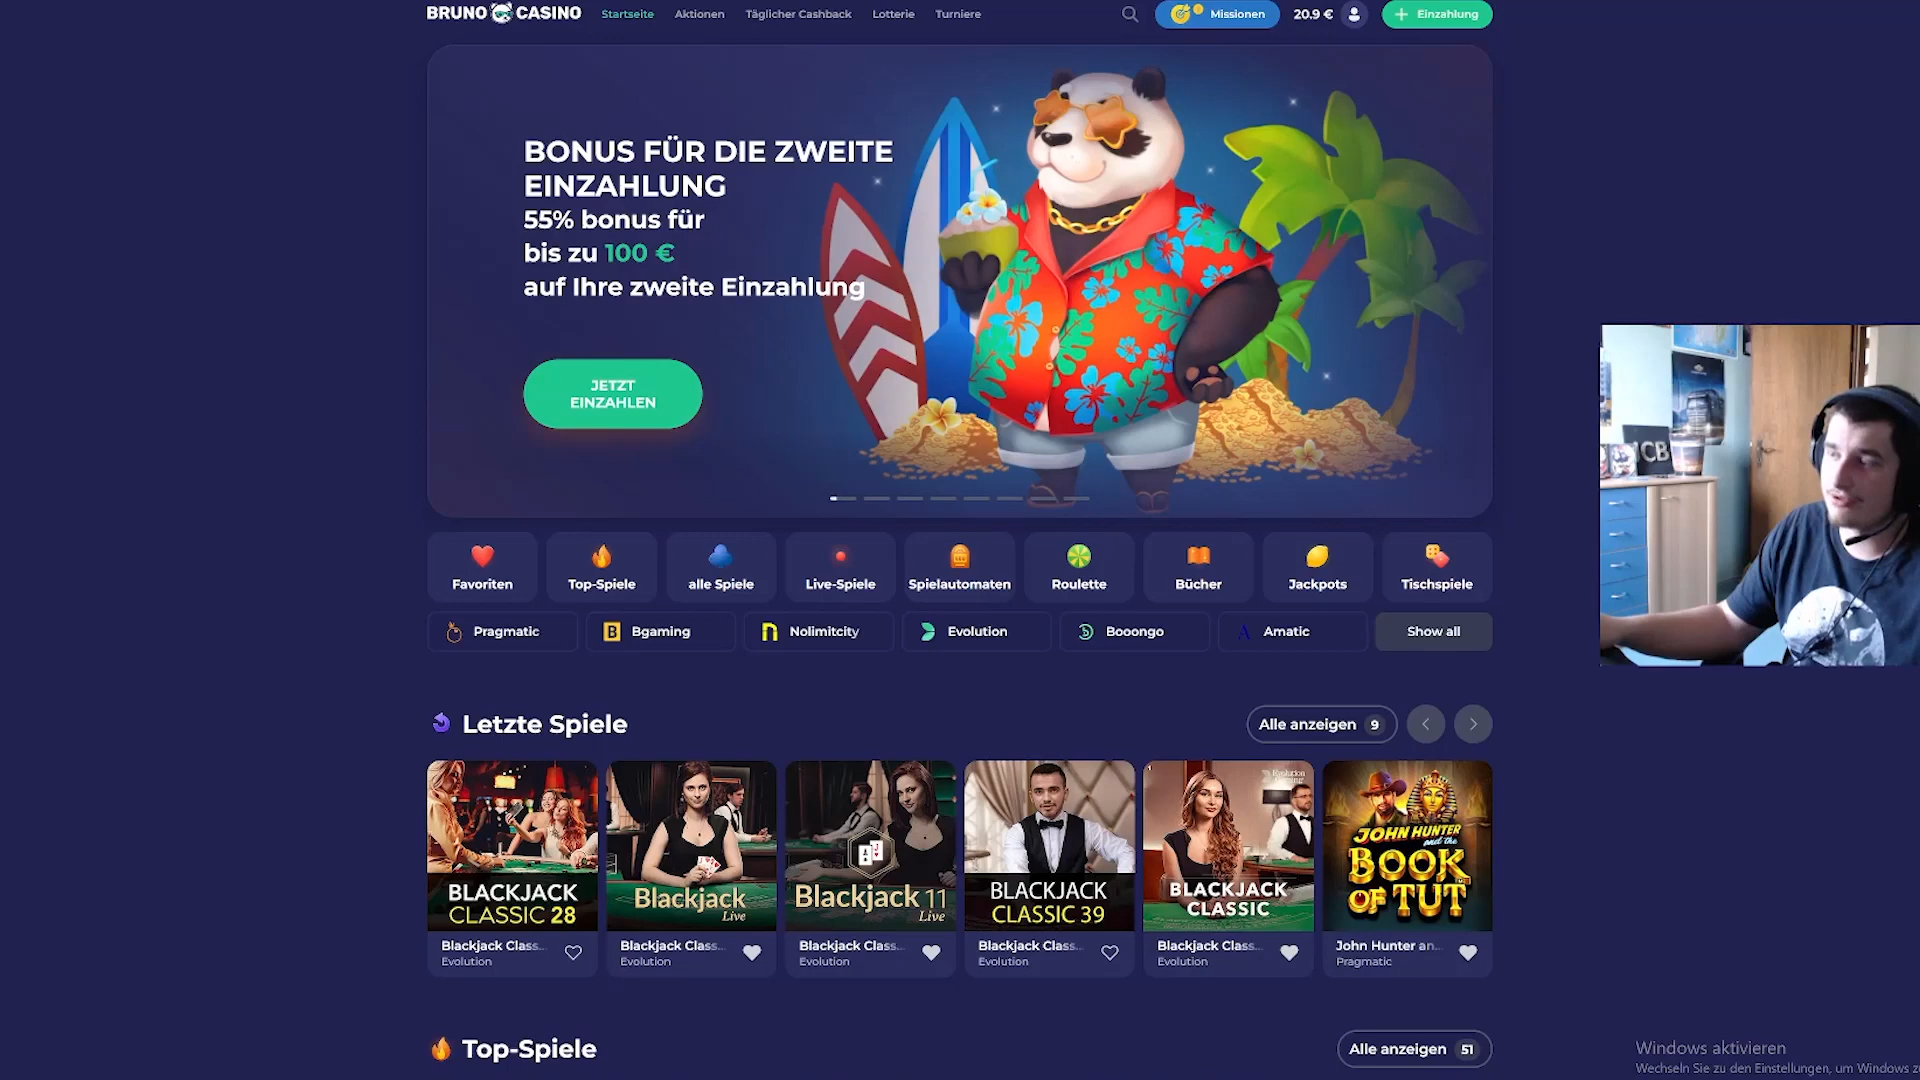 BRUNO CASINO
Startseite
Aktionen
Täglicher Cashback
Lotterie
Turniere
Missionen
20.9 €
Einzahlung
BONUS FÜR DIE ZWEITE
EINZAHLUNG
55% bonus für
bis zu 100 €
auf Ihre zweite Einzahlung
JETZT
EINZAHLEN
JCB
Favoriten
Top-Spiele
alle Spiele
Live-Spiele
Spielautomaten
Roulette
Bücher
Jackpots
Tischspiele
Pragmatic
Bgaming
Nolimitcity
Evolution
Booongo
Amatic
Show all
Letzte Spiele
Alle anzeigen 9
BLACKJACK
CLASSIC 28
Blackjack Class...
Evolution
Blackjack
Live
Blackjack Class...
Evolution
Blackjack 11
Live
Blackjack Class...
Evolution
BLACKJACK
CLASSIC 39
Blackjack Class...
Evolution
BLACKJACK
CLASSIC
Blackjack Class...
Evolution
JOHN HUNTER
and the
BOOK
OF TUT
John Hunter an...
Pragmatic
Top-Spiele
Alle anzeigen 51
Windows aktivieren
Wechseln Sie zu den Einstellungen, um Windows z